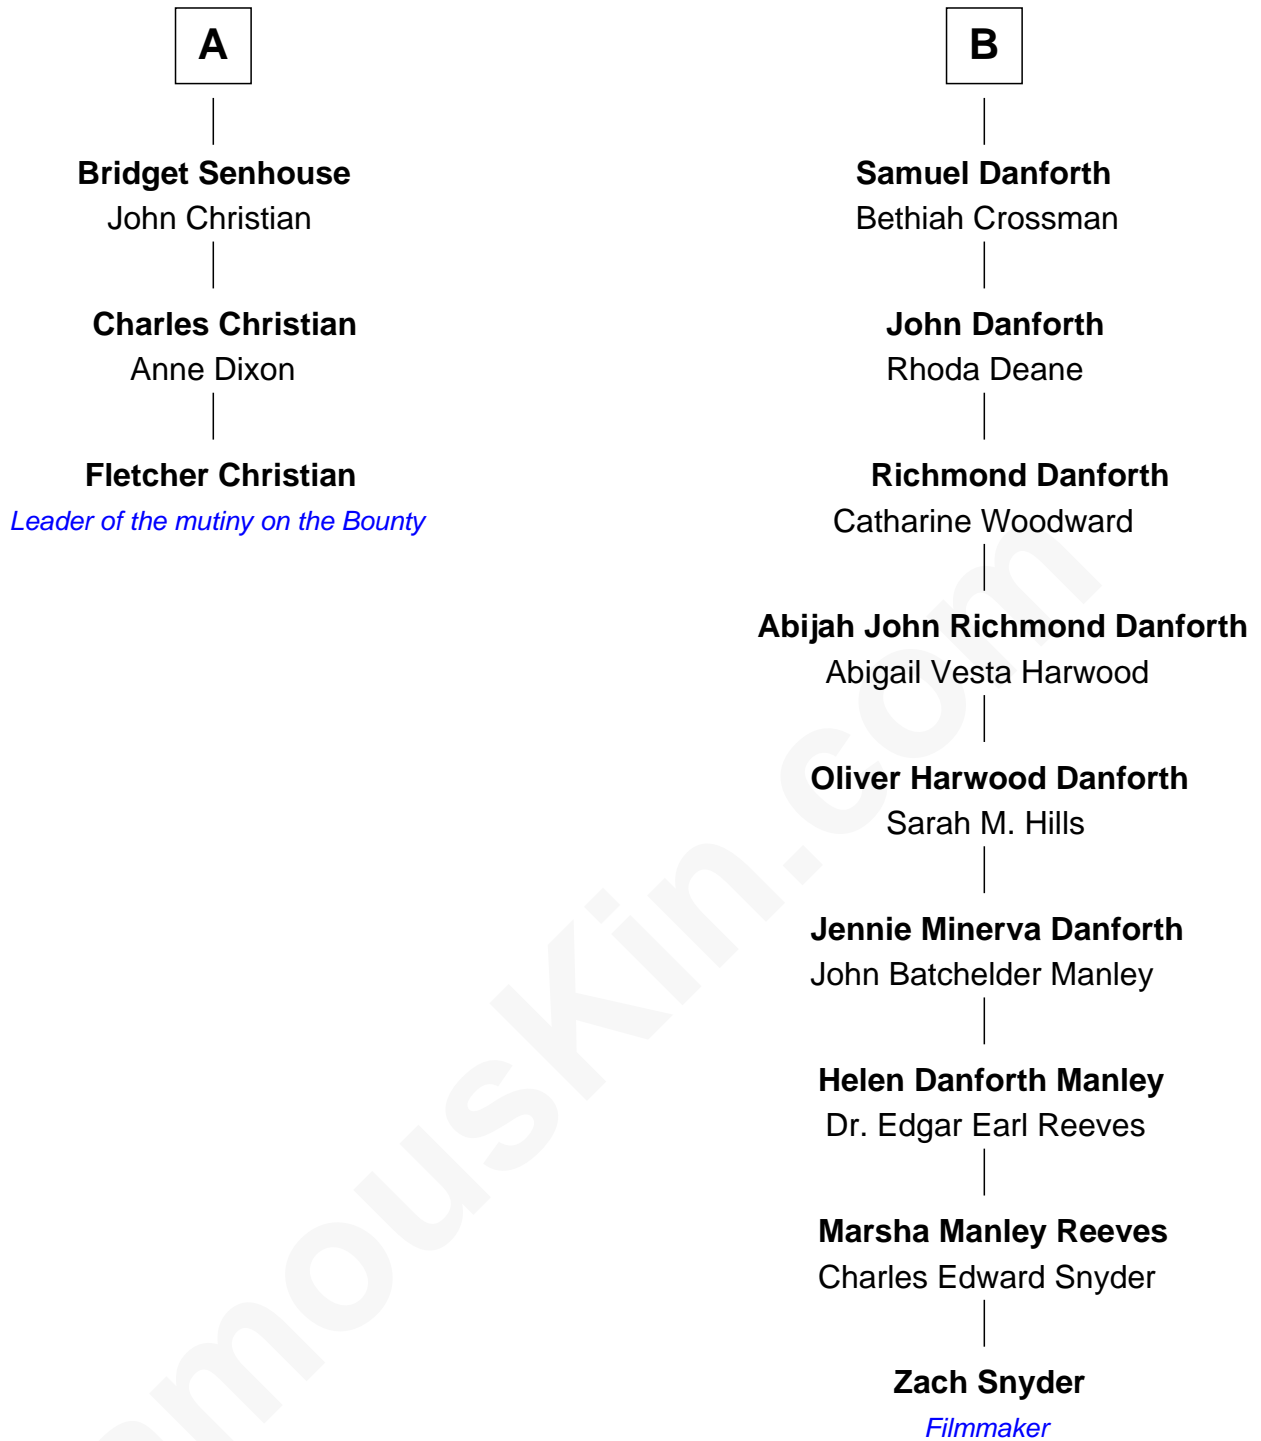 A
Bridget Senhouse
John Christian
Charles Christian
Anne Dixon
Fletcher Christian
Leader of the mutiny on the Bounty
B
Samuel Danforth
Bethiah Crossman
John Danforth
Rhoda Deane
Richmond Danforth
Catharine Woodward
Abijah John Richmond Danforth
Abigail Vesta Harwood
Oliver Harwood Danforth
Sarah M. Hills
Jennie Minerva Danforth
John Batchelder Manley
Helen Danforth Manley
Dr. Edgar Earl Reeves
Marsha Manley Reeves
Charles Edward Snyder
Zach Snyder
Filmmaker
amousKin.com